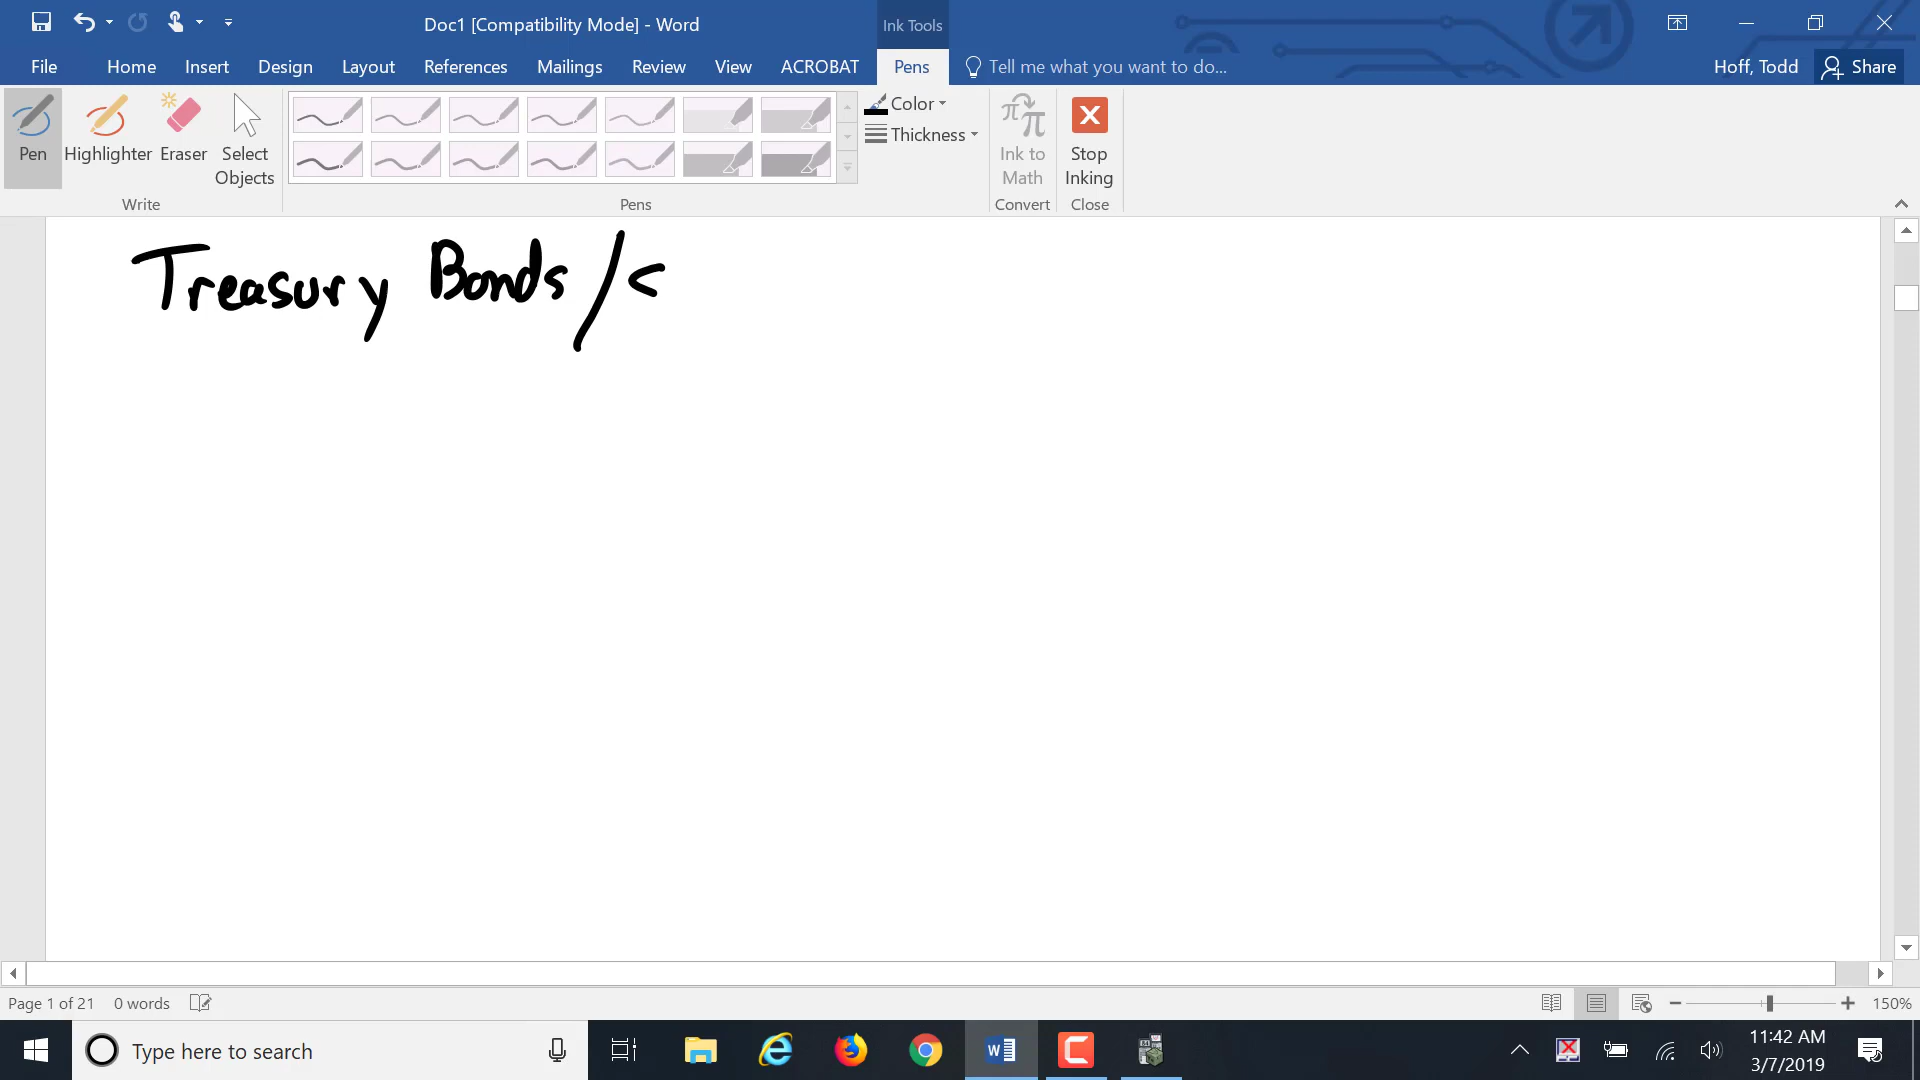 Doc1 [Compatibility Mode] - Word
Ink Tools
File Home Insert Design Layout References Mailings Review View ACROBAT Pens Tell me what you want to do... Hoff, Todd Share
Pen Highlighter Eraser Select Objects
Color
Thickness
Ink to Math
Stop Inking
Write Pens Convert Close
Treasury Bonds / c
Page 1 of 21 0 words 150%
Type here to search
11:42 AM
3/7/2019